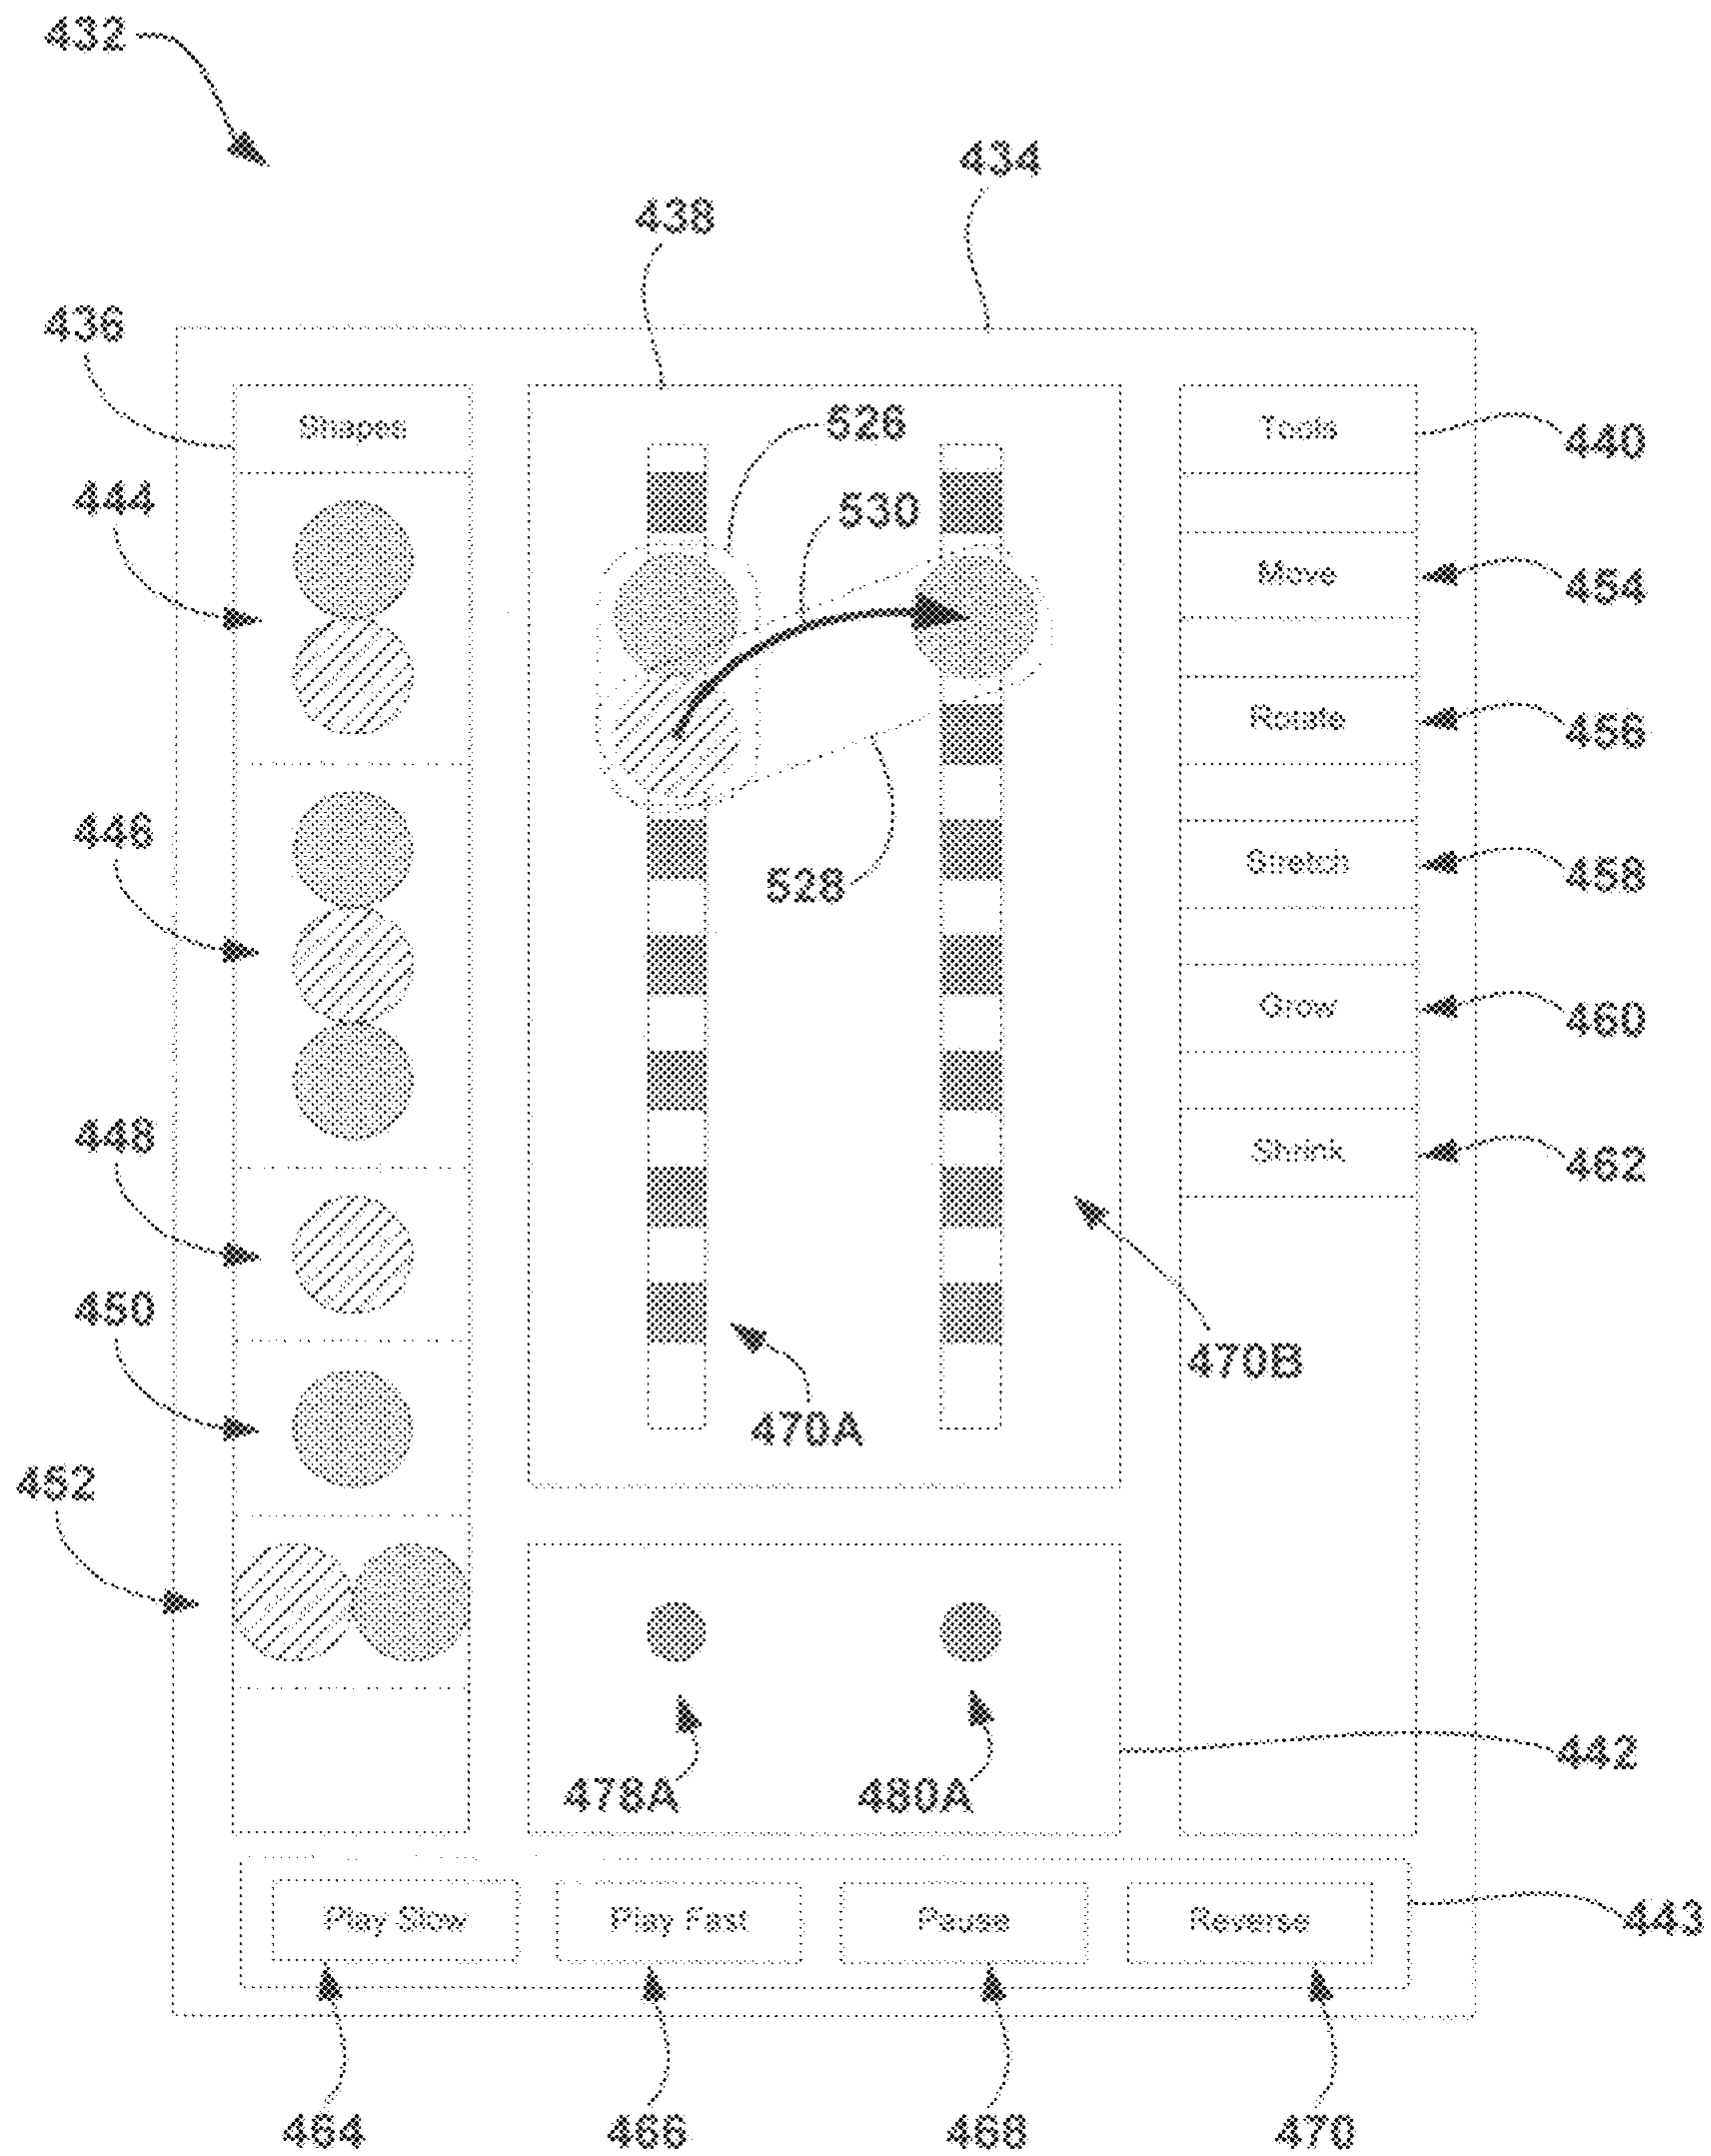 432
434
438
436
Shapes
526
Tools
440
444
530
Move
454
Rotate
456
446
Stretch
458
528
Grow
460
448
Shrink
462
450
470B
470A
452
442
478A
480A
Play Slow
Play Fast
Pause
Reverse
443
464
466
468
470